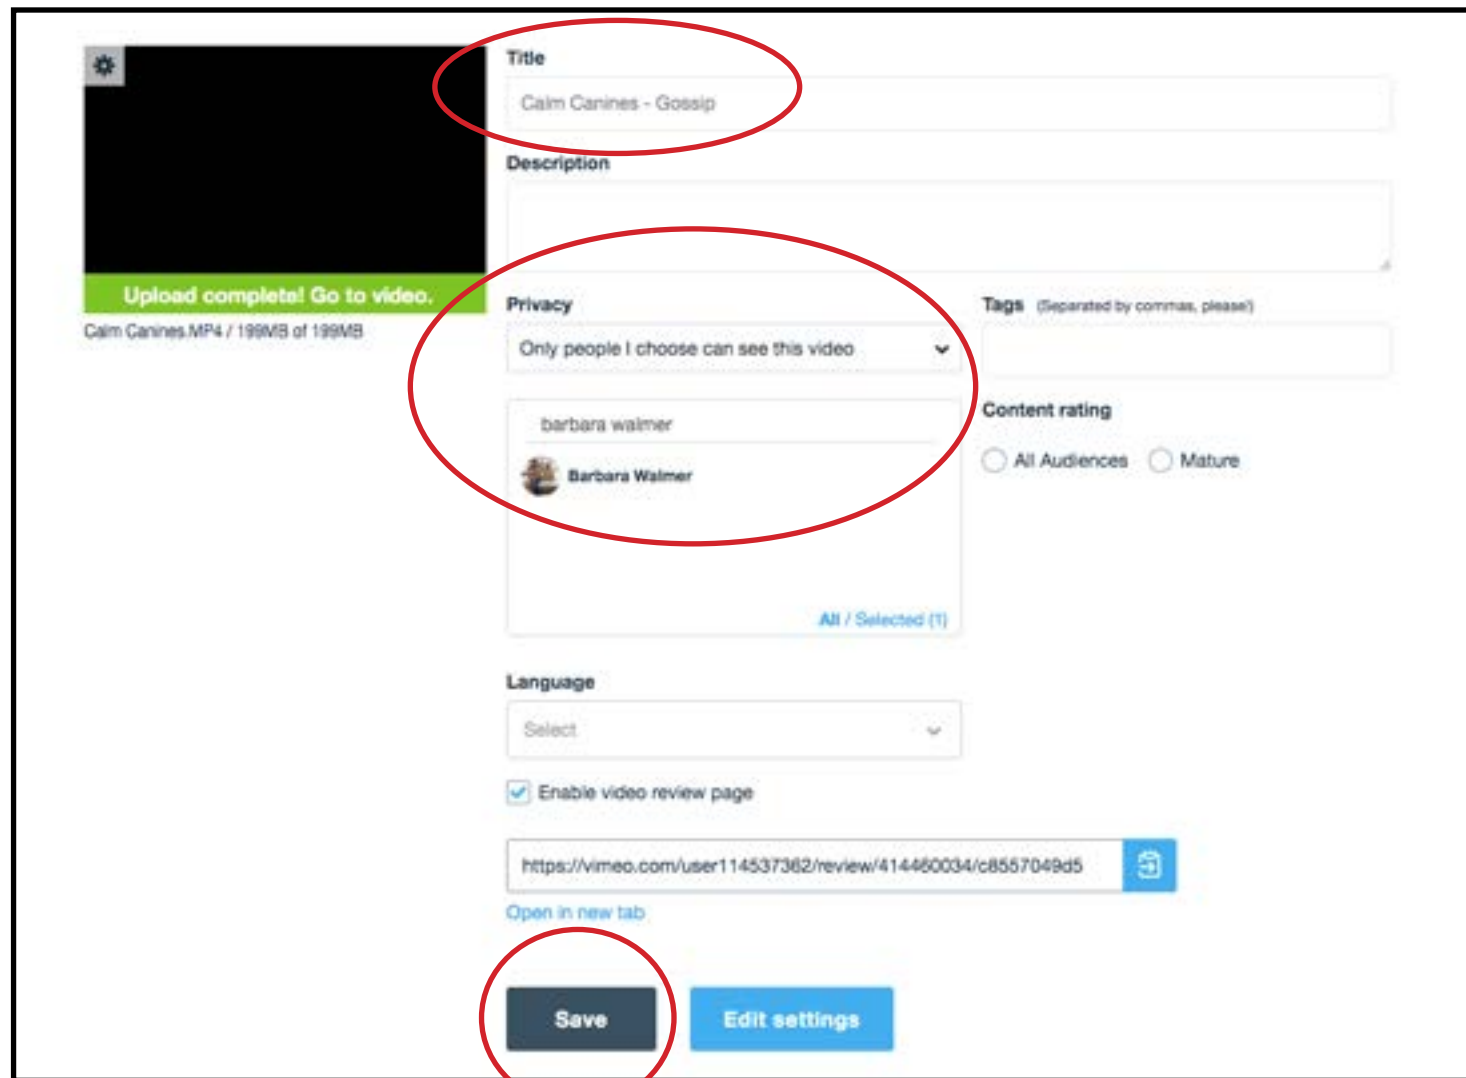 Title
Calm Canines - Gossip
Description
Upload complete! Go to video.
Calm Canines.MP4 / 199MB of 199MB
Privacy
Only people I choose can see this video
Tags (Separated by commas, please!)
barbara walmer
Barbara Walmer
All / Selected (1)
Content rating
All Audiences Mature
Language
Select
Enable video review page
https://vimeo.com/user114537362/review/414460034/c8557049d5
Open in new tab
Save Edit settings